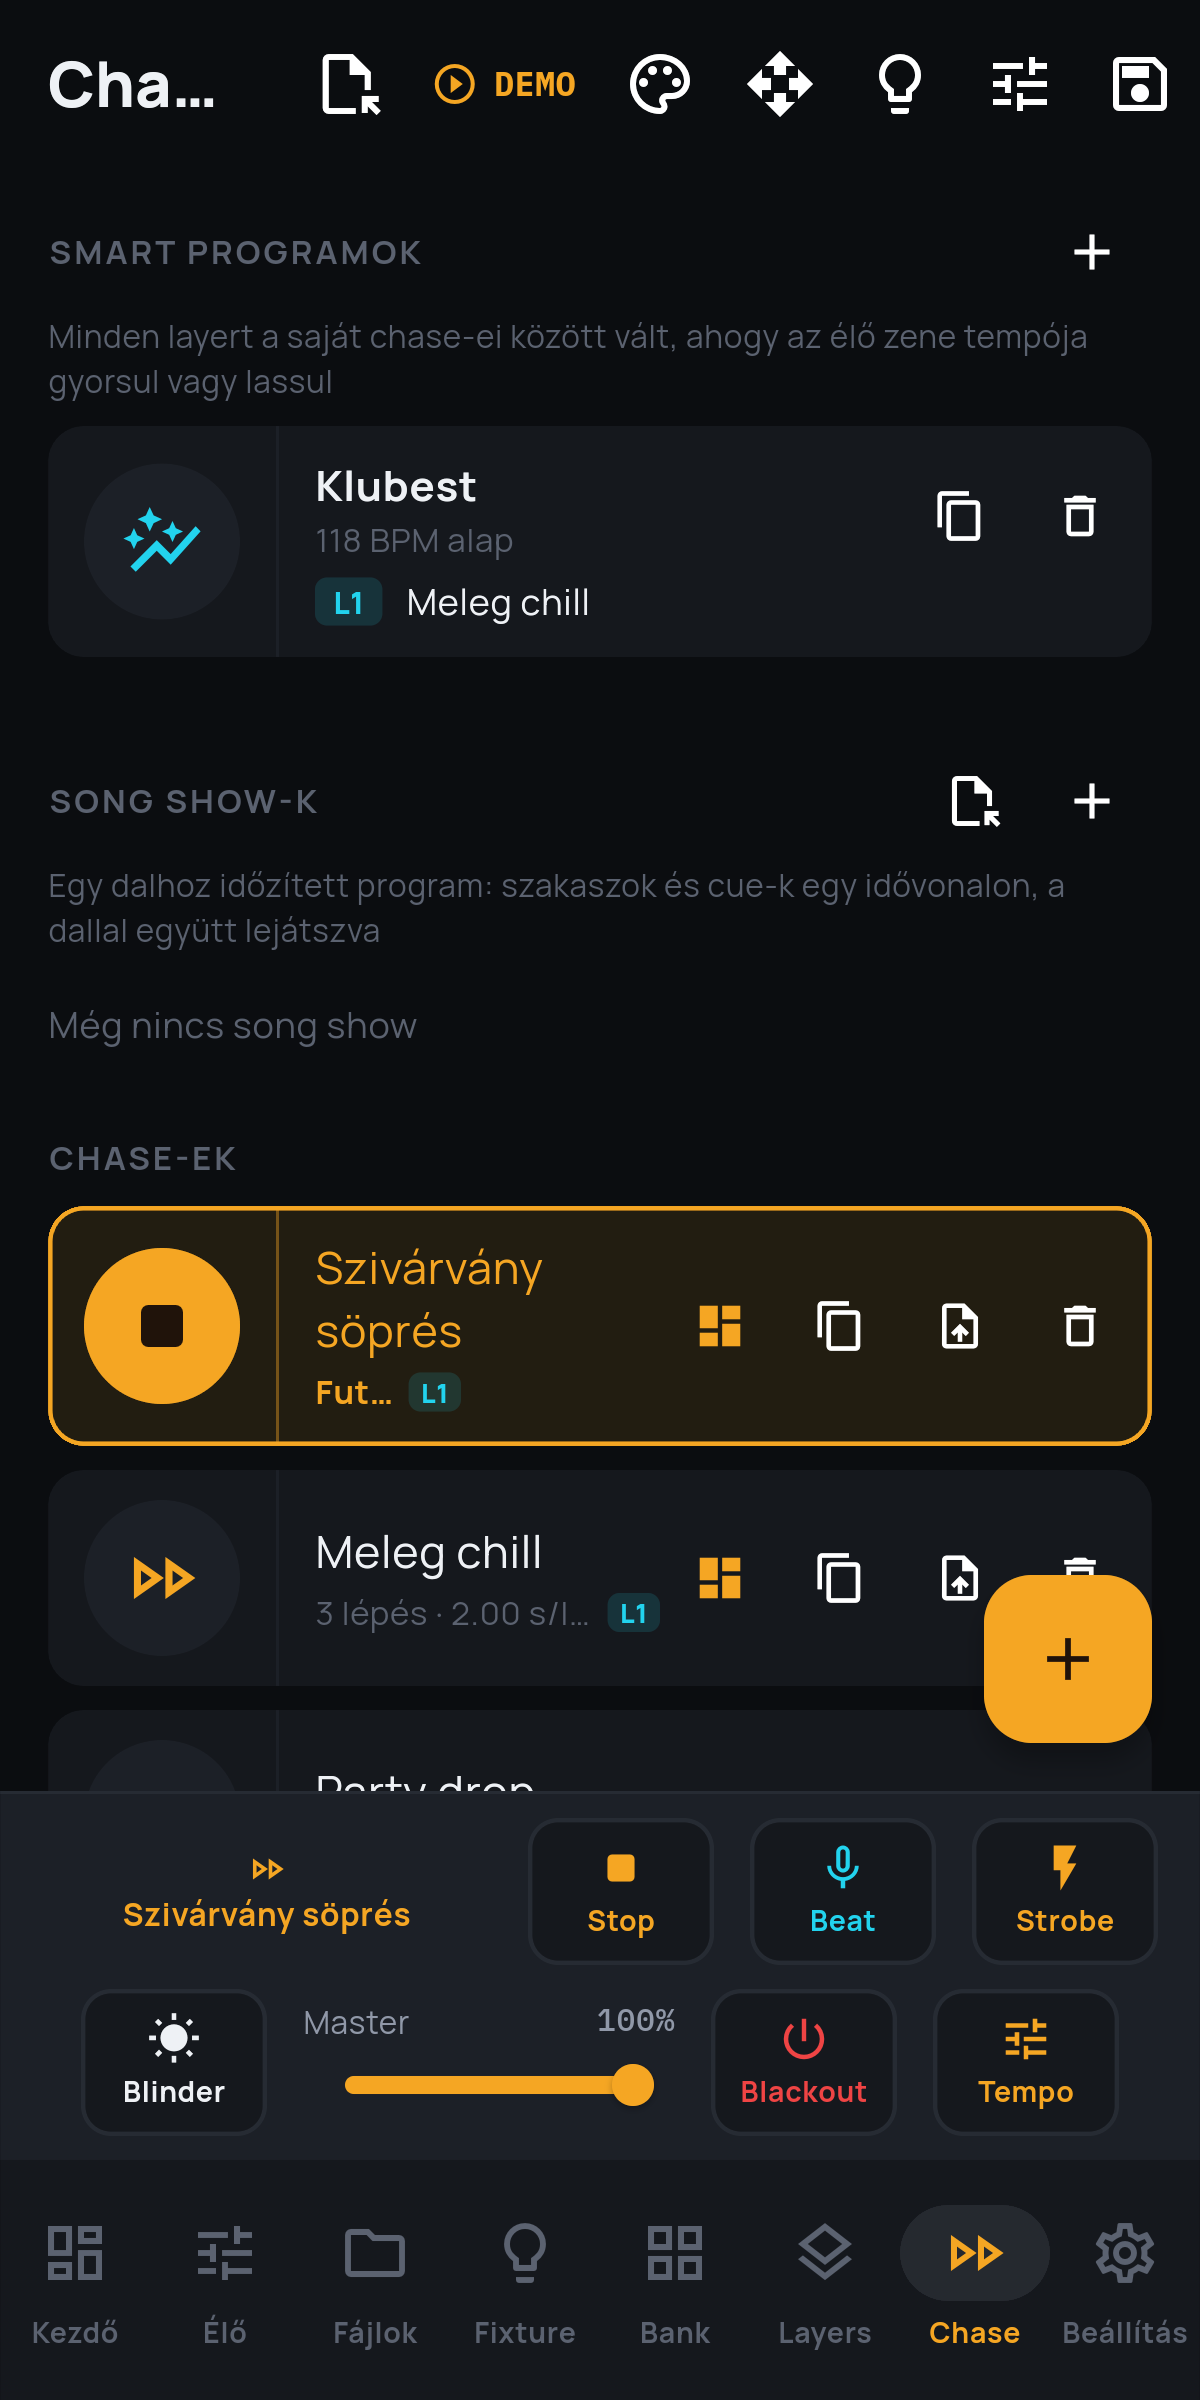 Cha...
DEMO
SMART PROGRAMOK
Minden layert a saját chase-ei között vált, ahogy az élő zene tempója
gyorsul vagy lassul
Klubest
118 BPM alap
L1 Meleg chill
SONG SHOW-K
Egy dalhoz időzített program: szakaszok és cue-k egy idővonalon, a
dallal együtt lejátszva
Még nincs song show
CHASE-EK
Szivárvány
söprés
Fut... L1
Meleg chill
3 lépés · 2.00 s/l... L1
Party drop
Szivárvány söprés
Stop
Beat
Strobe
Blinder
Master 100%
Blackout
Tempo
Kezdő
Élő
Fájlok
Fixture
Bank
Layers
Chase
Beállítás